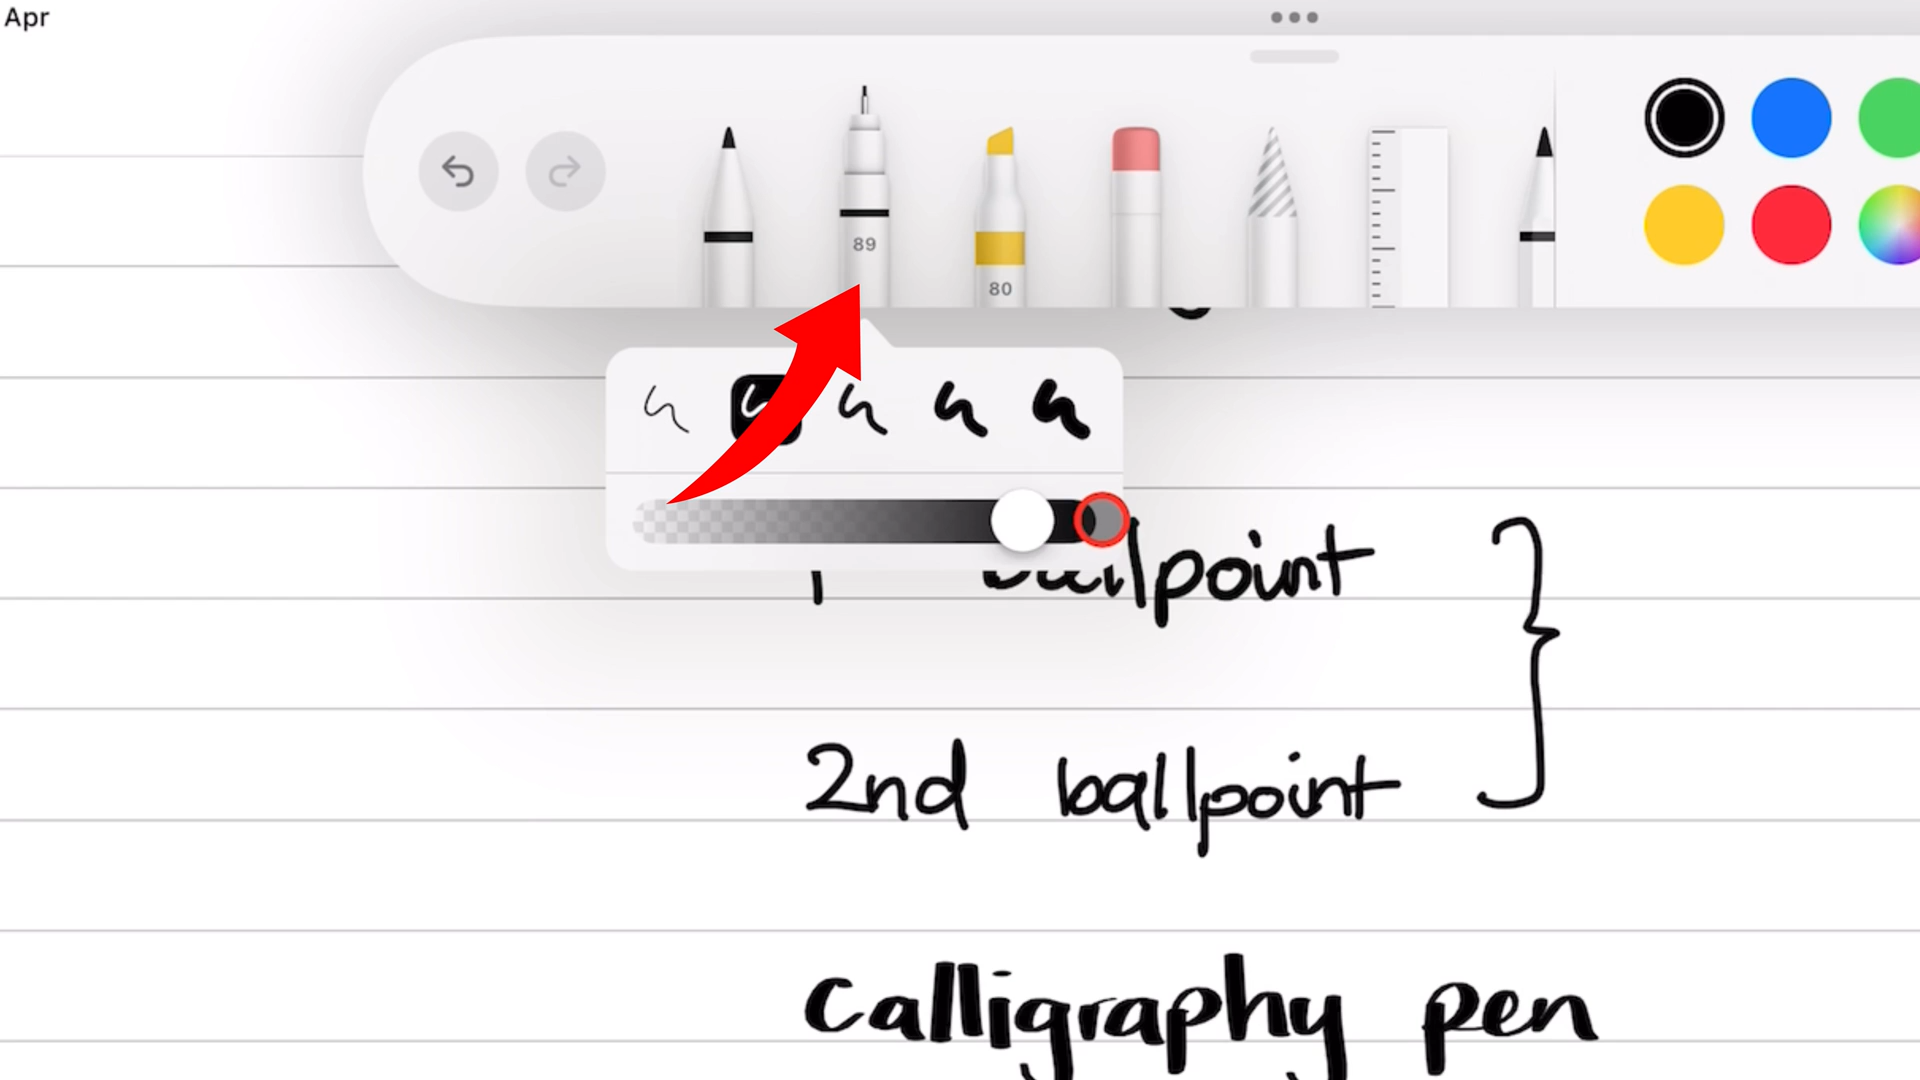 Apr
89
80
ballpoint
2nd ballpoint
Calligraphy pen